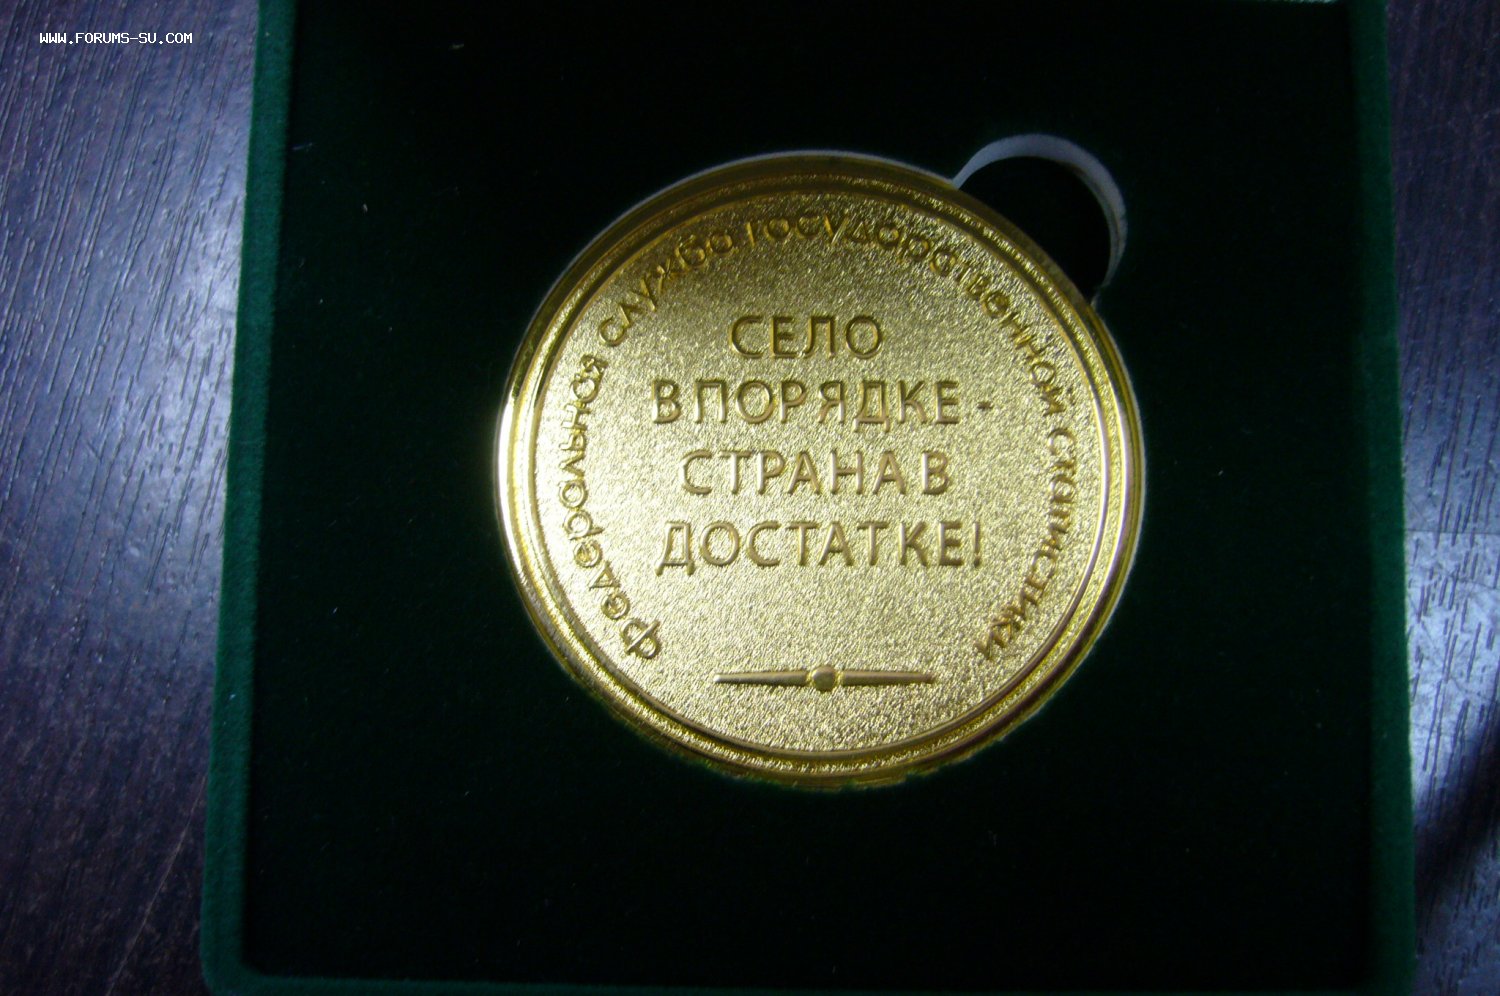 WWW.FORUMS-SU.COM
Федеральная служба государственной статистики
СЕЛО
В ПОРЯДКЕ -
СТРАНА В
ДОСТАТКЕ!